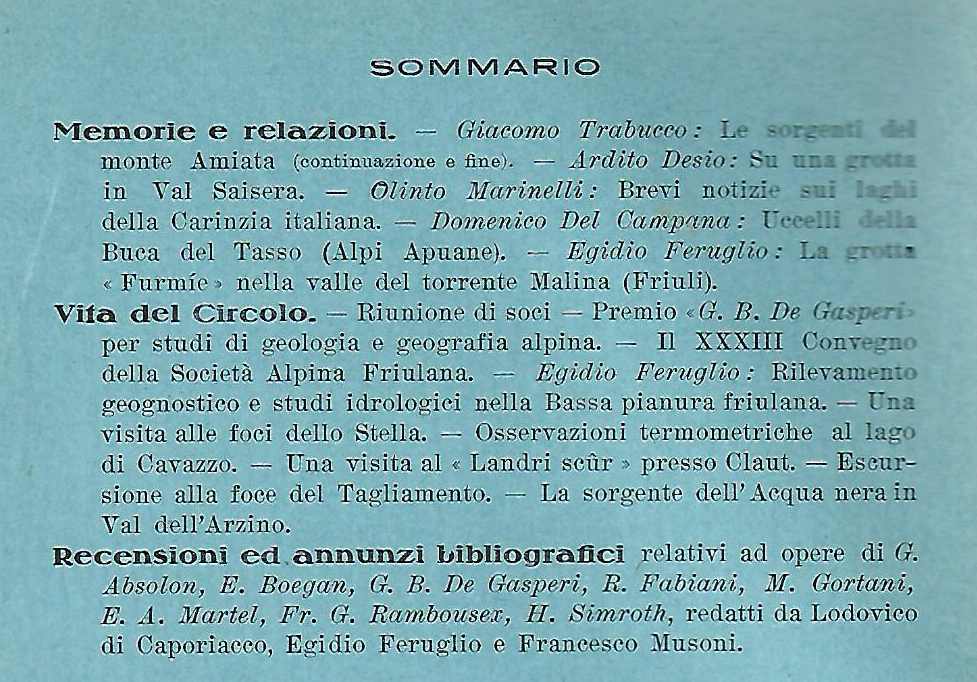 SOMMARIO
Memorie e relazioni. — Giacomo Trabucco: Le sorgenti del
monte Amiata (continuazione e fine). — Ardito Desio: Su una grotta
in Val Saisera. — Olinto Marinelli: Brevi notizie sui laghi
della Carinzia italiana. — Domenico Del Campana: Uccelli della
Buca del Tasso (Alpi Apuane). — Egidio Feruglio: La grotta
« Furmíe » nella valle del torrente Malina (Friuli).
Vita del Circolo. — Riunione di soci — Premio «G. B. De Gasperi»
per studi di geologia e geografia alpina. — Il XXXIII Convegno
della Società Alpina Friulana. — Egidio Feruglio: Rilevamento
geognostico e studi idrologici nella Bassa pianura friulana. — Una
visita alle foci dello Stella. — Osservazioni termometriche al lago
di Cavazzo. — Una visita al « Landri scûr » presso Claut. — Escur-
sione alla foce del Tagliamento. — La sorgente dell'Acqua nera in
Val dell'Arzino.
Recensioni ed annunzi bibliografici relativi ad opere di G.
Absolon, E. Boegan, G. B. De Gasperi, R. Fabiani, M. Gortani,
E. A. Martel, Fr. G. Rambousex, H. Simroth, redatti da Lodovico
di Caporiacco, Egidio Feruglio e Francesco Musoni.